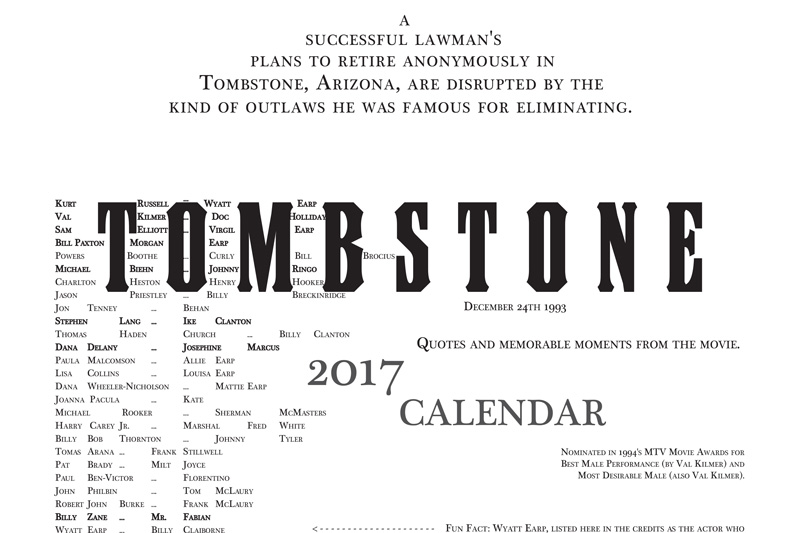 A
SUCCESSFUL LAWMAN'S
PLANS TO RETIRE ANONYMOUSLY IN
TOMBSTONE, ARIZONA, ARE DISRUPTED BY THE
KIND OF OUTLAWS HE WAS FAMOUS FOR ELIMINATING.
TOMBSTONE
KURT RUSSELL ... WYATT EARP
VAL KILMER ... DOC HOLLIDAY
SAM ELLIOTT ... VIRGIL EARP
BILL PAXTON ... MORGAN EARP
POWERS BOOTHE ... CURLY BILL BROCIUS
MICHAEL BIEHN ... JOHNNY RINGO
CHARLTON HESTON ... HENRY HOOKER
JASON PRIESTLEY ... BILLY BRECKINRIDGE
JON TENNEY ... BEHAN
STEPHEN LANG ... IKE CLANTON
THOMAS HADEN CHURCH ... BILLY CLANTON
DANA DELANY ... JOSEPHINE MARCUS
PAULA MALCOMSON ... ALLIE EARP
LISA COLLINS ... LOUISA EARP
DANA WHEELER-NICHOLSON ... MATTIE EARP
JOANNA PACULA ... KATE
MICHAEL ROOKER ... SHERMAN MCMASTERS
HARRY CAREY JR. ... MARSHAL FRED WHITE
BILLY BOB THORNTON ... JOHNNY TYLER
TOMAS ARANA ... FRANK STILLWELL
PAT BRADY ... MILT JOYCE
PAUL BEN-VICTOR ... FLORENTINO
JOHN PHILBIN ... TOM MCLAURY
ROBERT JOHN BURKE ... FRANK MCLAURY
BILLY ZANE ... MR. FABIAN
WYATT EARP ... BILLY CLAIBORNE
DECEMBER 24TH 1993
QUOTES AND MEMORABLE MOMENTS FROM THE MOVIE.
2017
CALENDAR
NOMINATED IN 1994'S MTV MOVIE AWARDS FOR
BEST MALE PERFORMANCE (BY VAL KILMER) AND
MOST DESIRABLE MALE (ALSO VAL KILMER).
<--------------------- FUN FACT: WYATT EARP, LISTED HERE IN THE CREDITS AS THE ACTOR WHO